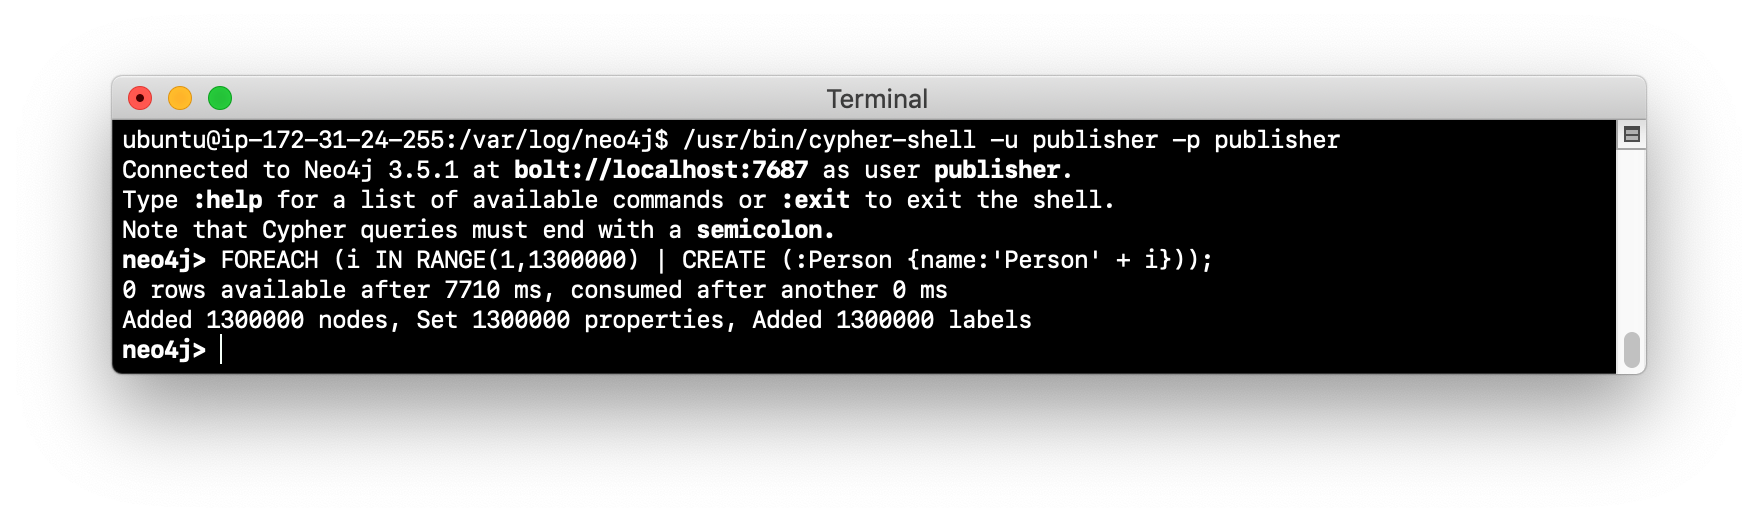 Terminal
ubuntu@ip-172-31-24-255:/var/log/neo4j$ /usr/bin/cypher-shell -u publisher -p publisher
Connected to Neo4j 3.5.1 at bolt://localhost:7687 as user publisher.
Type :help for a list of available commands or :exit to exit the shell.
Note that Cypher queries must end with a semicolon.
neo4j> FOREACH (i IN RANGE(1,1300000) | CREATE (:Person {name:'Person' + i}));
0 rows available after 7710 ms, consumed after another 0 ms
Added 1300000 nodes, Set 1300000 properties, Added 1300000 labels
neo4j>